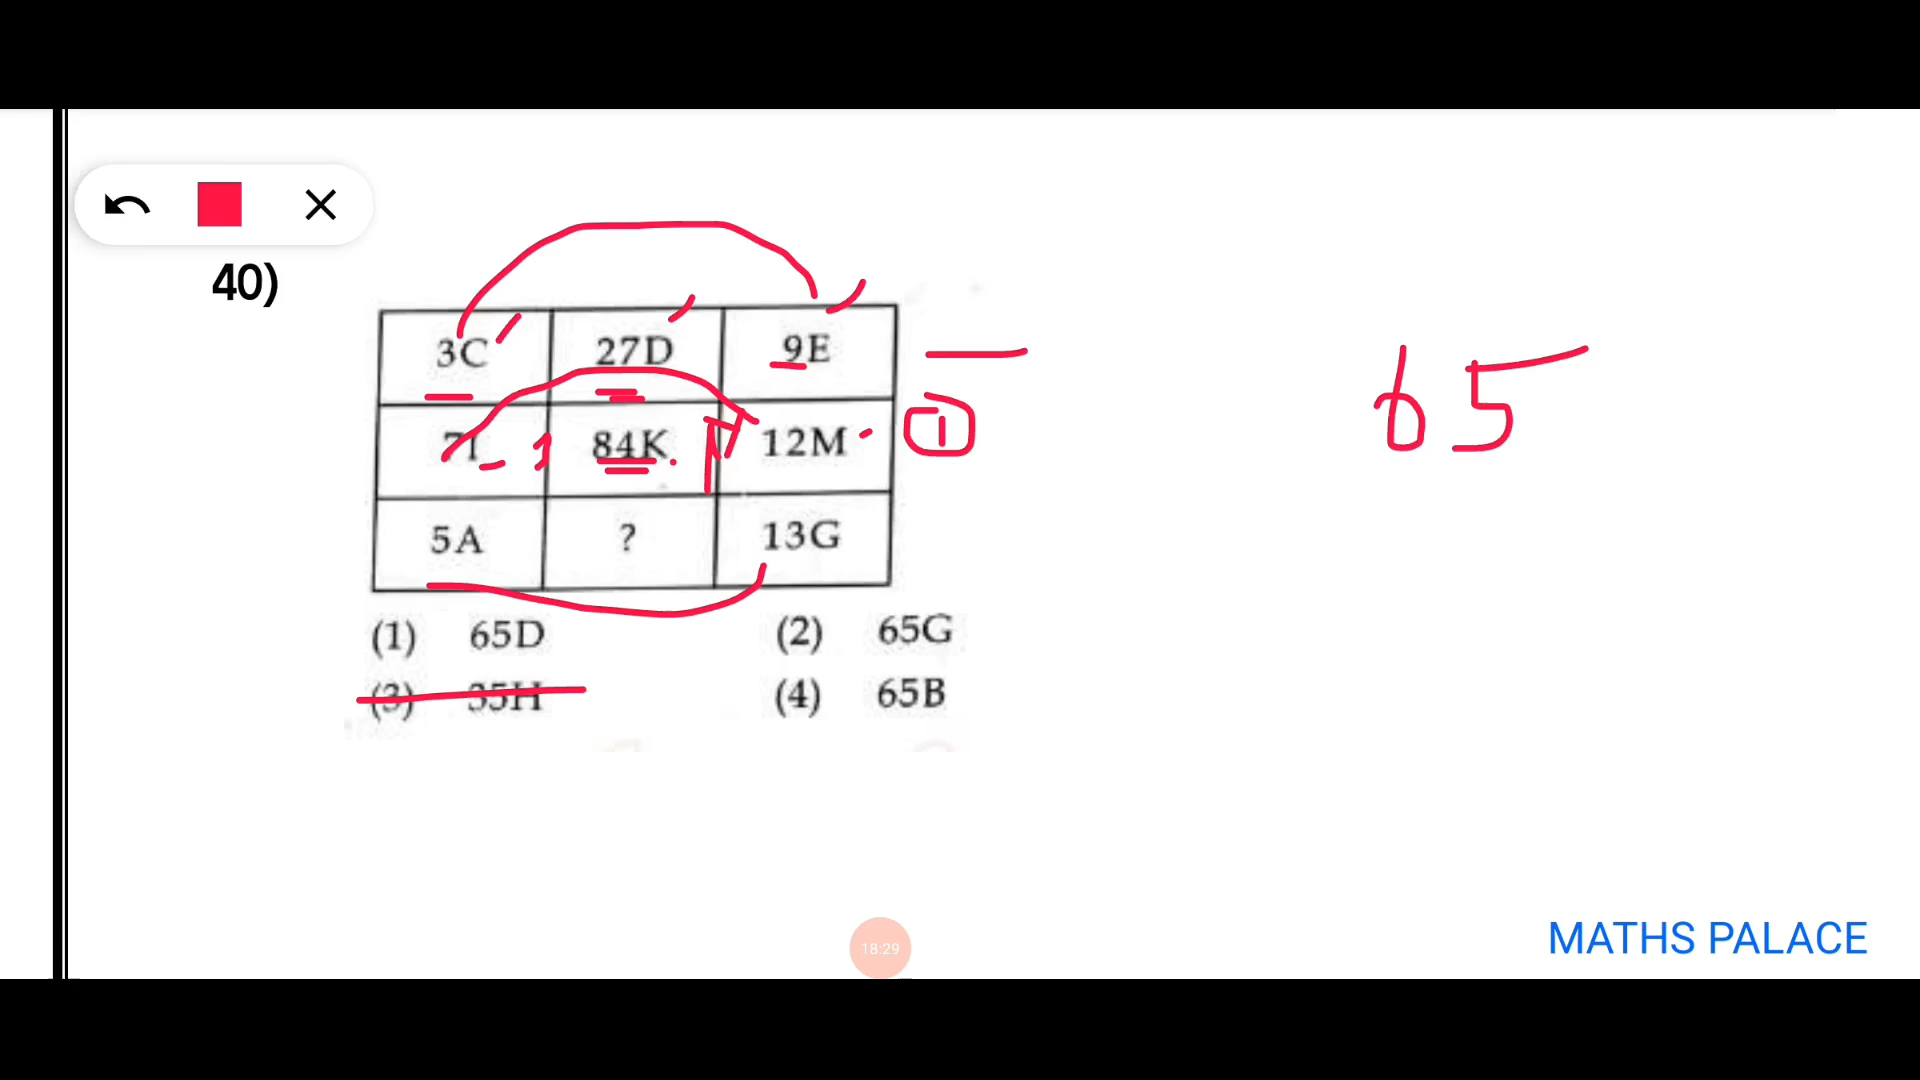 40)
3C 27D 9E
7I 84K 12M 1
5A ? 13G
65
(1) 65D (2) 65G
(3) 35H (4) 65B
18:29
MATHS PALACE